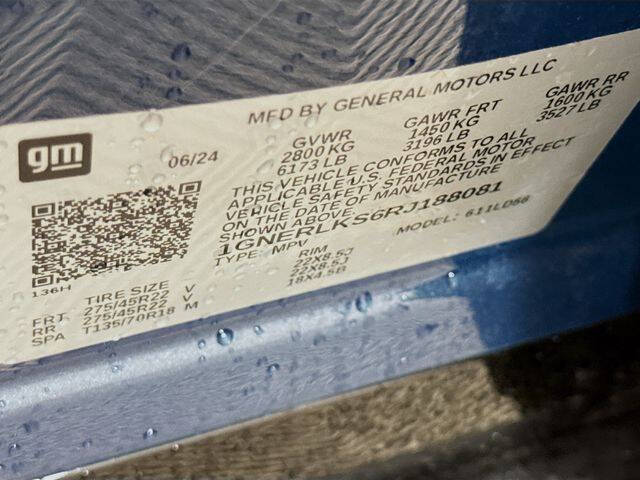 MFD BY GENERAL MOTORS LLC
gm
06/24
GVWR GAWR FRT GAWR RR
2800 KG 1450 KG 1600 KG
6173 LB 3196 LB 3527 LB
THIS VEHICLE CONFORMS TO ALL
APPLICABLE U.S. FEDERAL MOTOR
VEHICLE SAFETY STANDARDS IN EFFECT
ON THE DATE OF MANUFACTURE
SHOWN ABOVE.
1GNERLKS6RJ188081
TYPE: MPV MODEL: 611LD56
136H
TIRE SIZE RIM
FRT 275/45R22 V 22X8.5J
RR 275/45R22 V 22X8.5J
SPA T135/70R18 M 18X4.5B